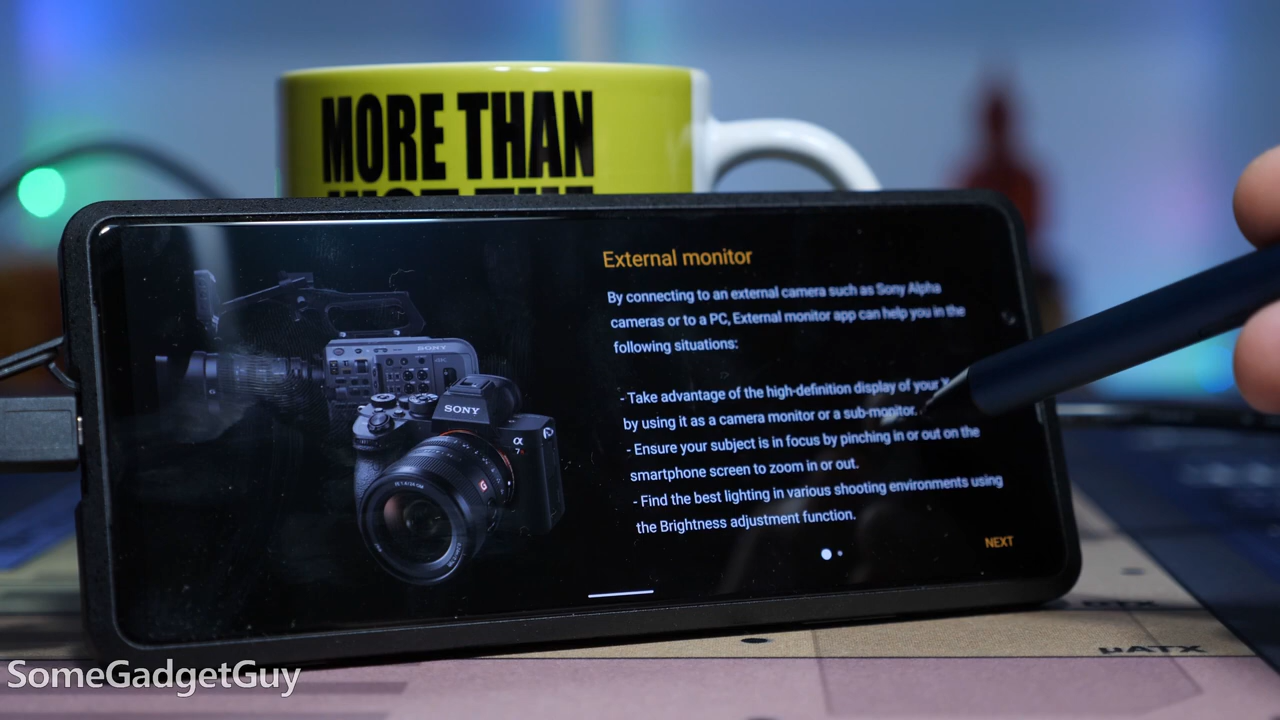 MORE THAN
External monitor
By connecting to an external camera such as Sony Alpha
cameras or to a PC, External monitor app can help you in the
following situations:
- Take advantage of the high-definition display of your
by using it as a camera monitor or a sub-monitor.
- Ensure your subject is in focus by pinching in or out on the
smartphone screen to zoom in or out.
- Find the best lighting in various shooting environments using
the Brightness adjustment function.
NEXT
SONY
SONY
α
7R
G
µATX
SomeGadgetGuy